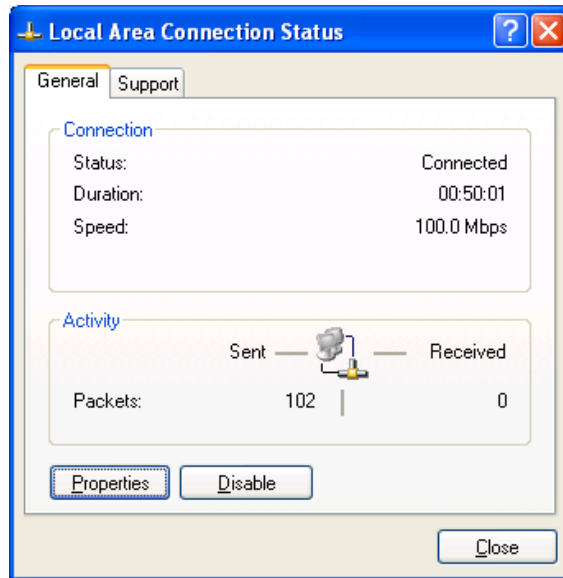 Local Area Connection Status
General Support
Connection
Status: Connected
Duration: 00:50:01
Speed: 100.0 Mbps
Activity
Sent Received
Packets: 102 0
Properties Disable
Close